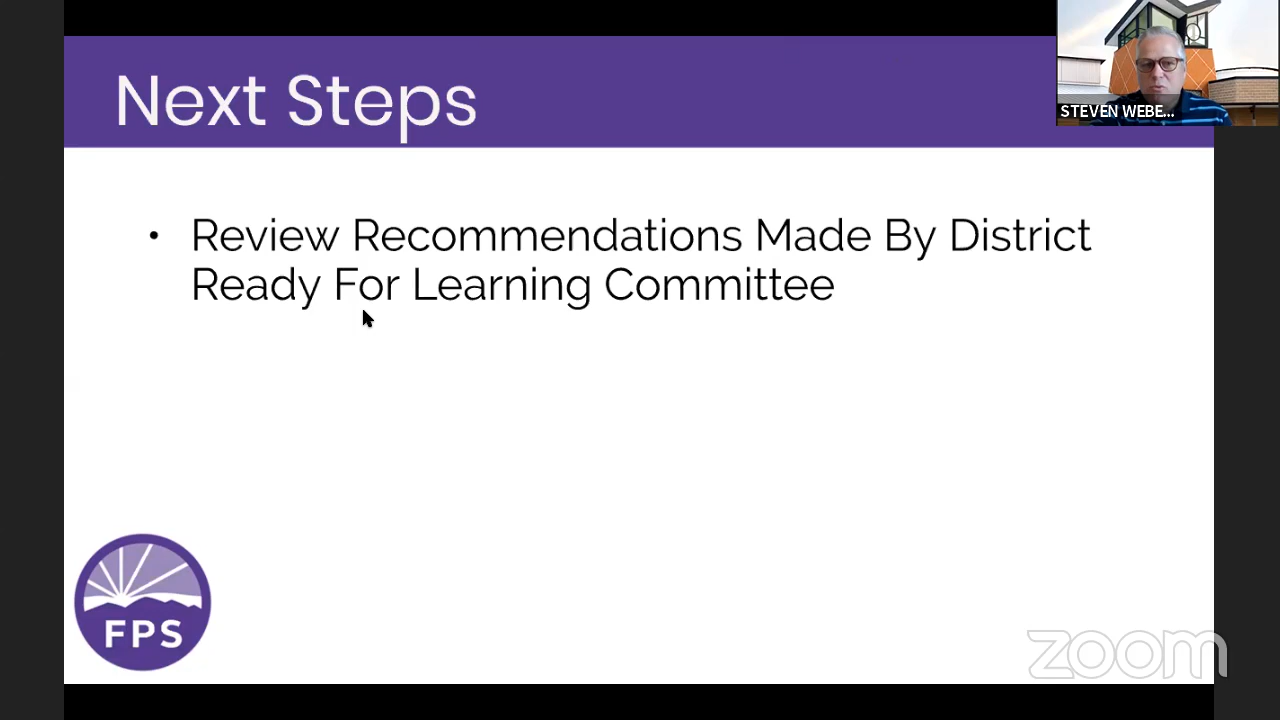 Next Steps
STEVEN WEBE...
• Review Recommendations Made By District
Ready For Learning Committee
FPS
zoom